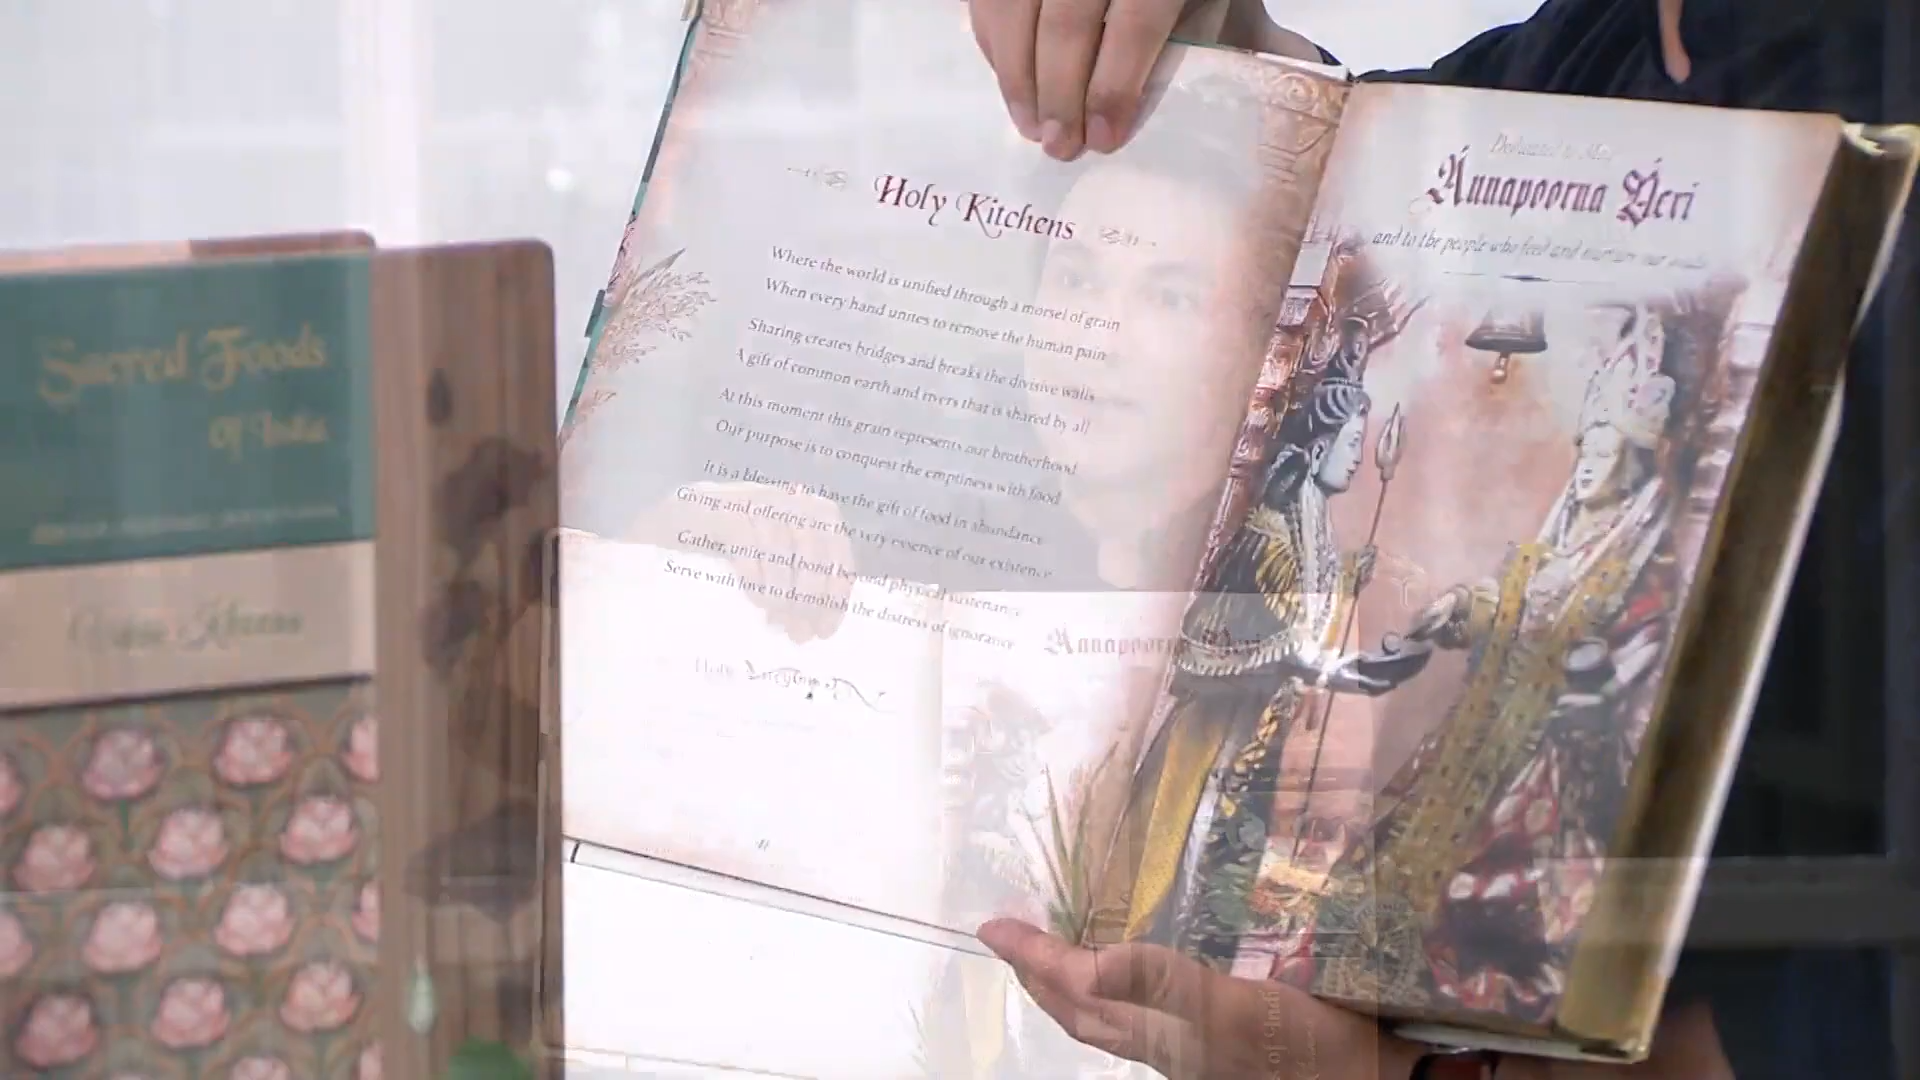 Sacred Foods
Of India
Holy Kitchens
Where the world is unified through a morsel of grain
When every hand unites to remove the human pain
Sharing creates bridges and breaks the divisive walls
A gift of common earth and rivers that is shared by all
At this moment this grain represents our brotherhood
Our purpose is to conquest the emptiness with food
It is a blessing to have the gift of food in abundance
Giving and offering are the very essence of our existence
Gather, unite and bond beyond physical sustenance
Serve with love to demolish the distress of ignorance
Dedicated to
Annapoorna
and to the people who feed and nurture our
Annapoorna